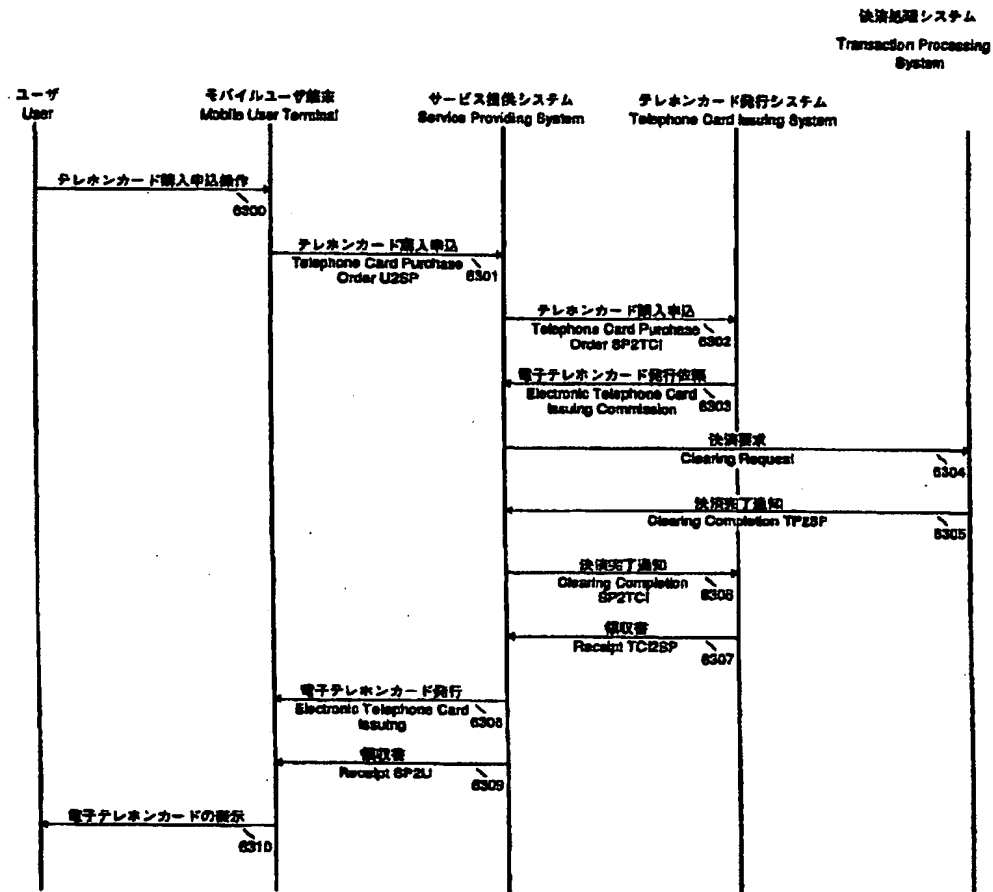 決済処理システム
Transaction Processing
System
ユーザ
User
モバイルユーザ端末
Mobile User Terminal
サービス提供システム
Service Providing System
テレホンカード発行システム
Telephone Card Issuing System
テレホンカード購入申込操作
6300
テレホンカード購入申込
Telephone Card Purchase
Order U2SP
6301
テレホンカード購入申込
Telephone Card Purchase
Order SP2TCI
6302
電子テレホンカード発行依頼
Electronic Telephone Card
Issuing Commission
6303
決済要求
Clearing Request
6304
決済完了通知
Clearing Completion TP2SP
6305
決済完了通知
Clearing Completion
SP2TCI
6306
領収書
Receipt TCI2SP
6307
電子テレホンカード発行
Electronic Telephone Card
Issuing
6308
領収書
Receipt SP2U
6309
電子テレホンカードの表示
6310